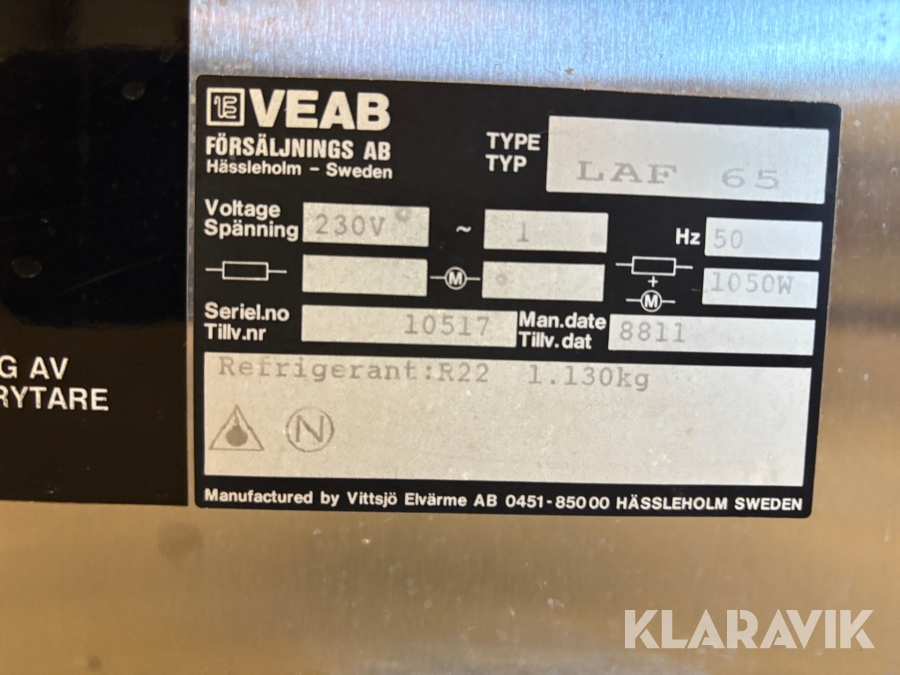 VEAB
FÖRSÄLJNINGS AB
Hässleholm - Sweden
TYPE
TYP
LAF 65
Voltage
Spänning
230V
~
1
Hz
50
M
+
M
1050W
Seriel.no
Tillv.nr
10517
Man.date
Tillv.dat
8811
Refrigerant:R22 1.130kg
N
Manufactured by Vittsjö Elvärme AB 0451-85000 HÄSSLEHOLM SWEDEN
G AV
RYTARE
KLARAVIK